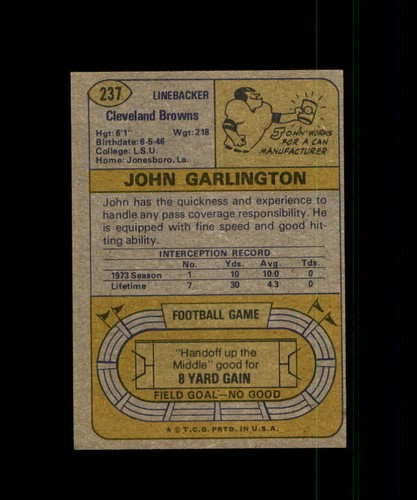 237
LINEBACKER
Cleveland Browns
Hgt: 6'1" Wgt: 218
Birthdate: 6-5-46
College: L.S.U.
Home: Jonesboro, La.
JOHN WORKS
FOR A CAN
MANUFACTURER
JOHN GARLINGTON
John has the quickness and experience to
handle any pass coverage responsibility. He
is equipped with fine speed and good hit-
ting ability.
INTERCEPTION RECORD
No. Yds. Avg. Tds.
1973 Season 1 10 10.0 0
Lifetime 7 30 4.3 0
FOOTBALL GAME
"Handoff up the
Middle" good for
8 YARD GAIN
FIELD GOAL—NO GOOD
* © T.C.G. PRTD. IN U.S.A.